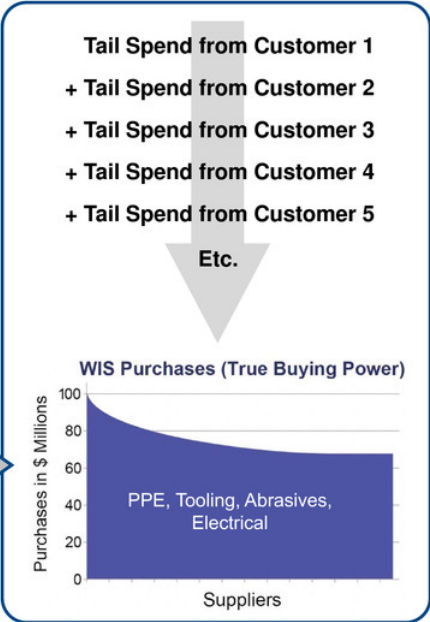 Tail Spend from Customer 1
+ Tail Spend from Customer 2
+ Tail Spend from Customer 3
+ Tail Spend from Customer 4
+ Tail Spend from Customer 5
Etc.
WIS Purchases (True Buying Power)
Purchases in $ Millions
100
80
60
40
20
0
PPE, Tooling, Abrasives,
Electrical
Suppliers